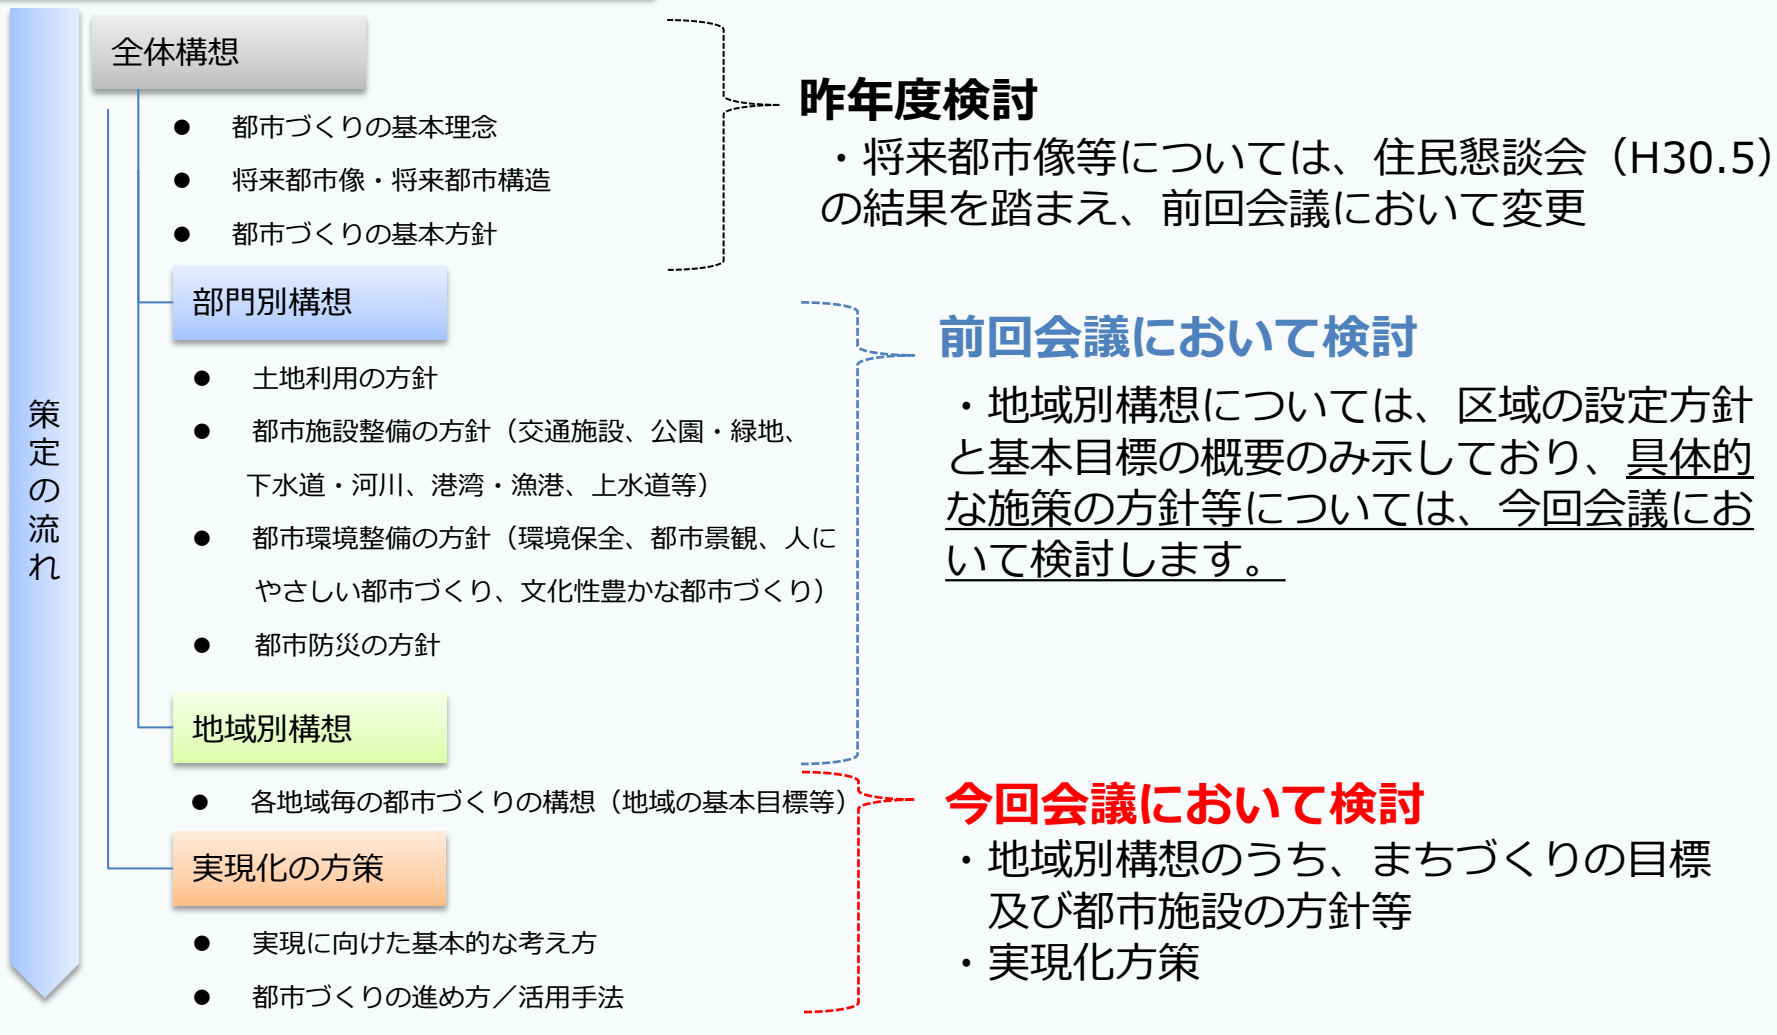 全体構想
● 都市づくりの基本理念
● 将来都市像・将来都市構造
● 都市づくりの基本方針
昨年度検討
・将来都市像等については、住民懇談会（H30.5）
の結果を踏まえ、前回会議において変更
部門別構想
● 土地利用の方針
● 都市施設整備の方針（交通施設、公園・緑地、
下水道・河川、港湾・漁港、上水道等）
● 都市環境整備の方針（環境保全、都市景観、人に
やさしい都市づくり、文化性豊かな都市づくり）
● 都市防災の方針
前回会議において検討
・地域別構想については、区域の設定方針
と基本目標の概要のみ示しており、具体的
な施策の方針等については、今回会議にお
いて検討します。
策定の流れ
地域別構想
● 各地域毎の都市づくりの構想（地域の基本目標等）
実現化の方策
● 実現に向けた基本的な考え方
● 都市づくりの進め方／活用手法
今回会議において検討
・地域別構想のうち、まちづくりの目標
及び都市施設の方針等
・実現化方策